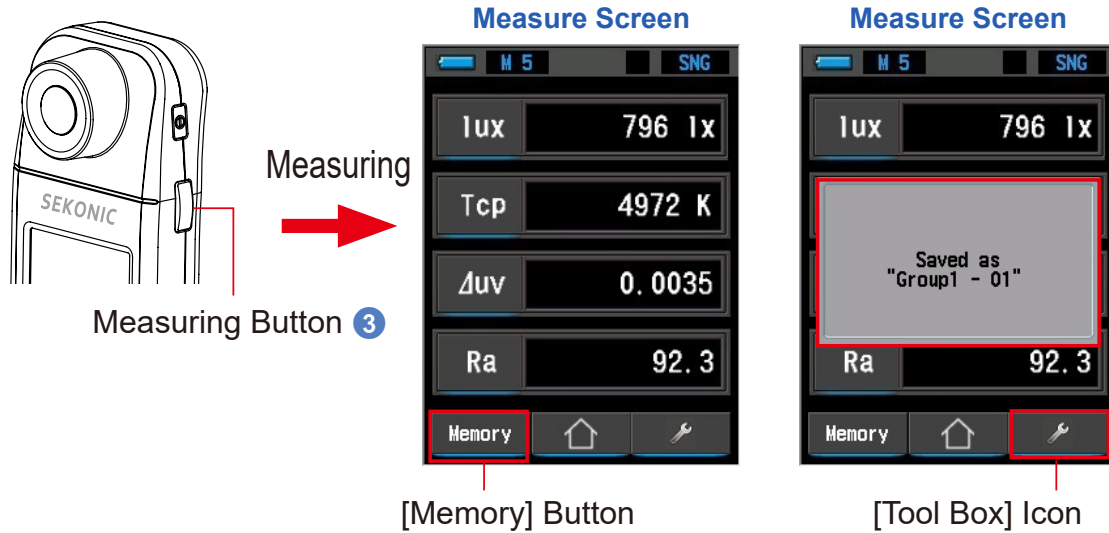 Measure Screen
Measure Screen
M 5 SNG
M 5 SNG
lux 796 lx
lux 796 lx
SEKONIC
Measuring
Tcp 4972 K
Saved as
"Group1 - 01"
Δuv 0.0035
Measuring Button 3
Ra 92.3
Ra 92.3
Memory
Memory
[Memory] Button
[Tool Box] Icon